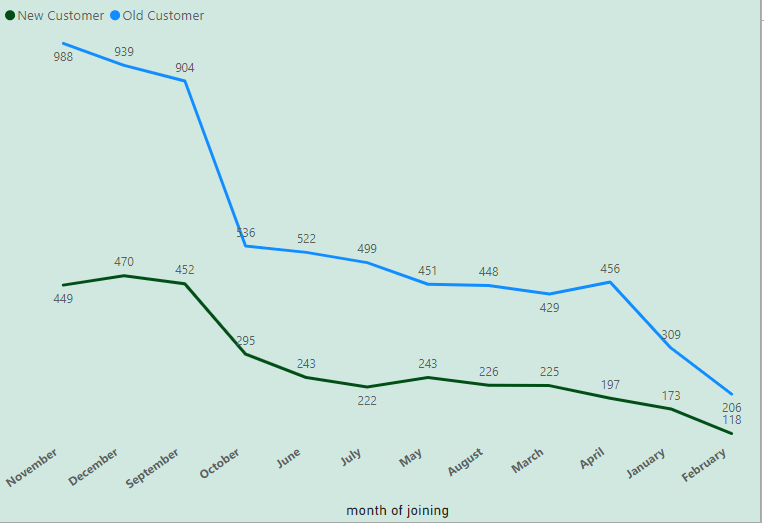 New Customer Old Customer
988 939 904 536 522 499 451 448 429 456 309 206
449 470 452 295 243 222 243 226 225 197 173 118
November December September October June July May August March April January February
month of joining